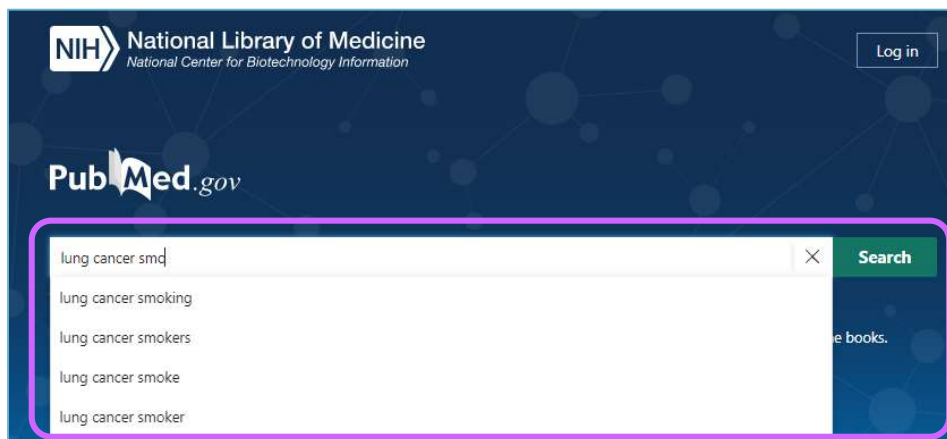 NIH National Library of Medicine
National Center for Biotechnology Information
Log in
PubMed.gov
lung cancer smo
Search
lung cancer smoking
lung cancer smokers
e books.
lung cancer smoke
lung cancer smoker